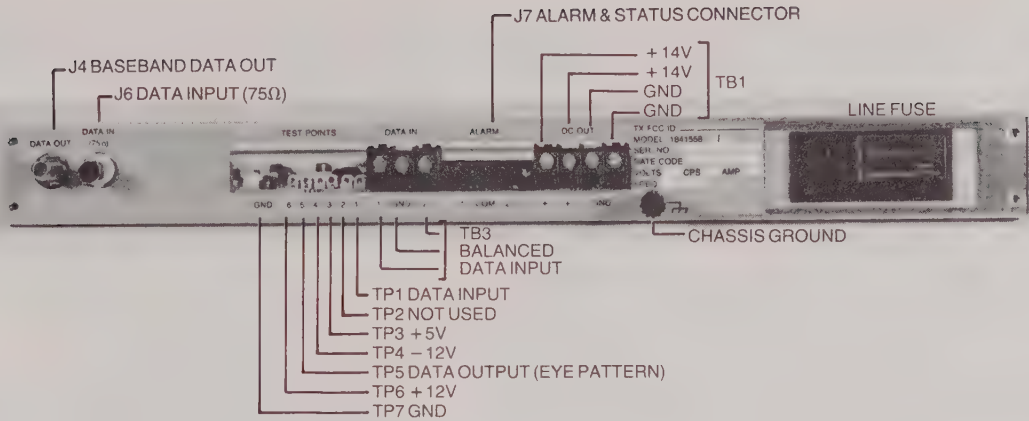 J7 ALARM & STATUS CONNECTOR
+ 14V
+ 14V
GND
GND
TB1
J4 BASEBAND DATA OUT
J6 DATA INPUT (75Ω)
LINE FUSE
DATA OUT
DATA IN
(75Ω)
TEST POINTS
DATA IN
ALARM
DC OUT
TX FCC ID
MODEL 1841568
SER. NO
DATE CODE
VOLTS CPS AMP
GND 6 5 4 3 2 1
COM
+ + GND
CHASSIS GROUND
TB3
BALANCED
DATA INPUT
TP1 DATA INPUT
TP2 NOT USED
TP3 +5V
TP4 −12V
TP5 DATA OUTPUT (EYE PATTERN)
TP6 +12V
TP7 GND